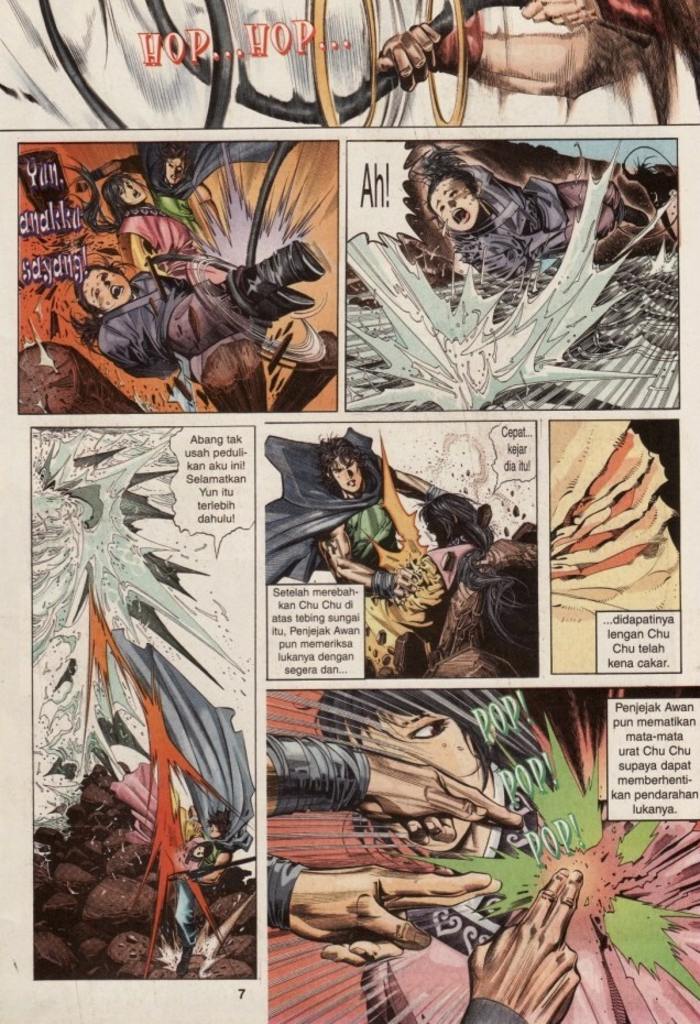 HOP...HOP...
Yun,
anakku
sayang!
Ah!
Abang tak
usah peduli-
kan aku ini!
Selamatkan
Yun itu
terlebih
dahulu!
Cepat...
kejar
dia itu!
Setelah merebah-
kan Chu Chu di
atas tebing sungai
itu, Penjejak Awan
pun memeriksa
lukanya dengan
segera dan...
...didapatinya
lengan Chu
Chu telah
kena cakar.
Penjejak Awan
pun mematikan
mata-mata
urat Chu Chu
supaya dapat
memberhenti-
kan pendarahan
lukanya.
POP!
POP!
POP!
7